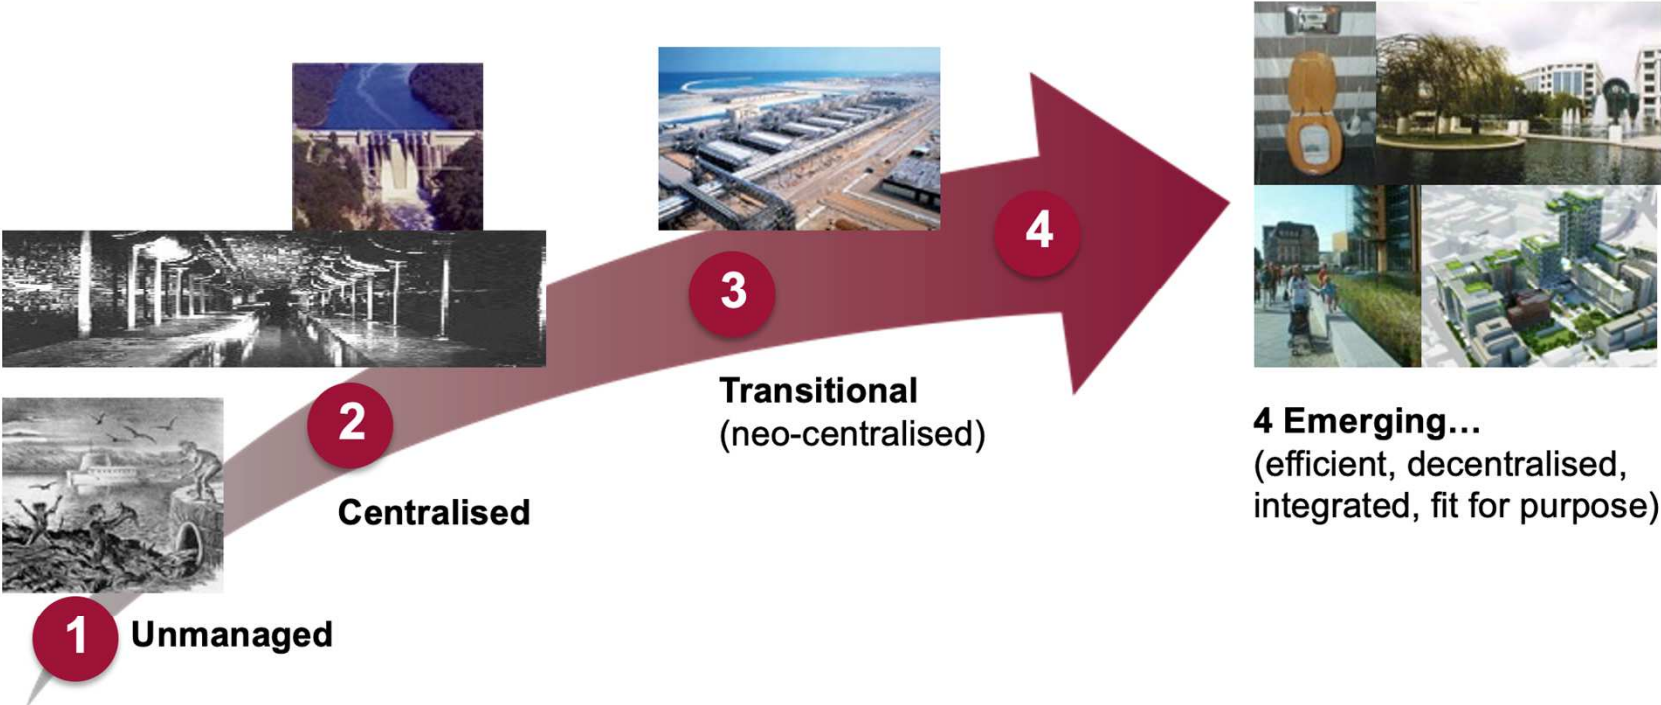 1
Unmanaged
2
Centralised
3
Transitional
(neo-centralised)
4
4 Emerging...
(efficient, decentralised,
integrated, fit for purpose)